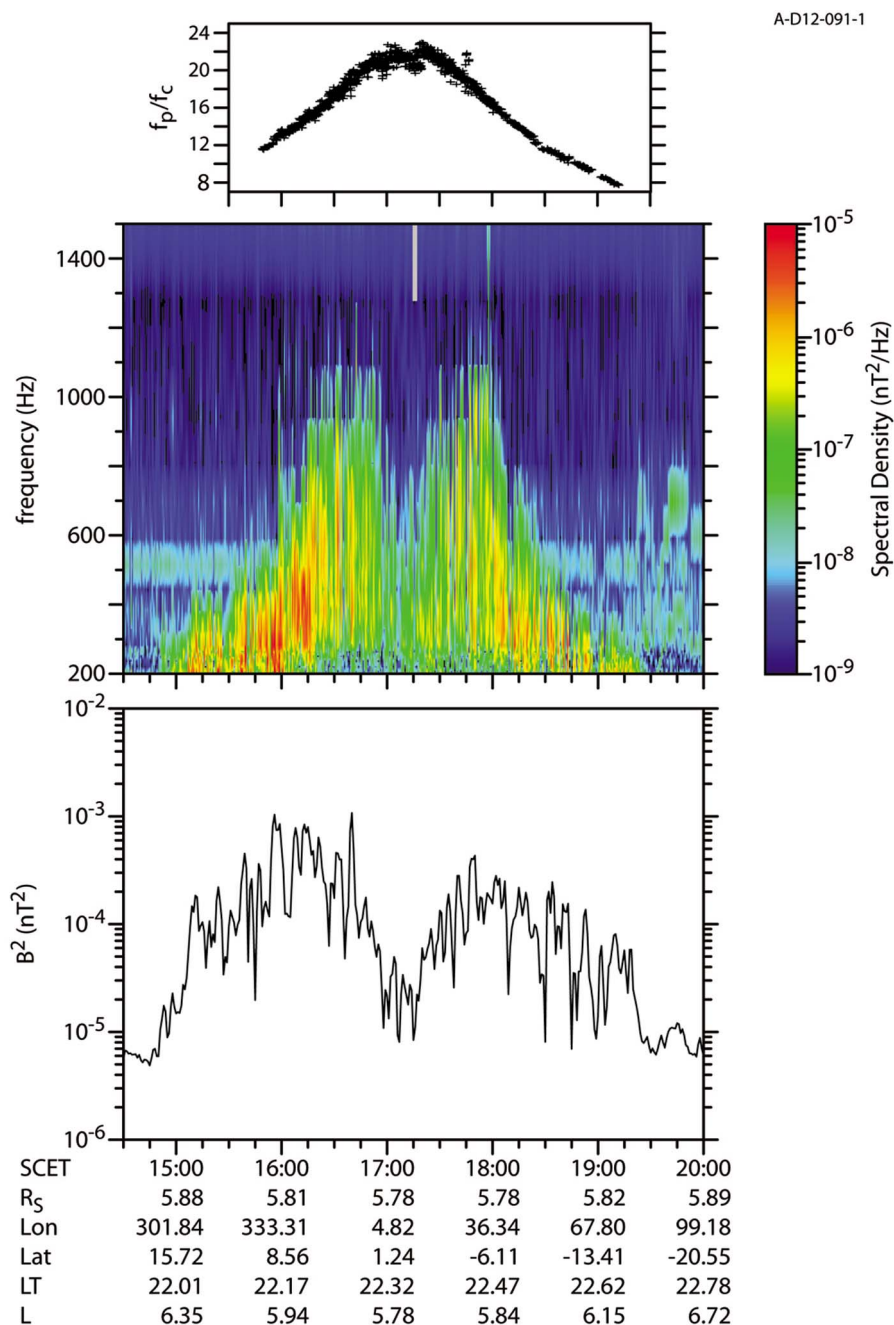 A-D12-091-1
24
20
16
12
8
fp/fc
1400
1000
600
200
frequency (Hz)
10-5
10-6
10-7
10-8
10-9
Spectral Density (nT2/Hz)
10-2
10-3
10-4
10-5
10-6
B2 (nT2)
SCET 15:00 16:00 17:00 18:00 19:00 20:00
RS 5.88 5.81 5.78 5.78 5.82 5.89
Lon 301.84 333.31 4.82 36.34 67.80 99.18
Lat 15.72 8.56 1.24 -6.11 -13.41 -20.55
LT 22.01 22.17 22.32 22.47 22.62 22.78
L 6.35 5.94 5.78 5.84 6.15 6.72